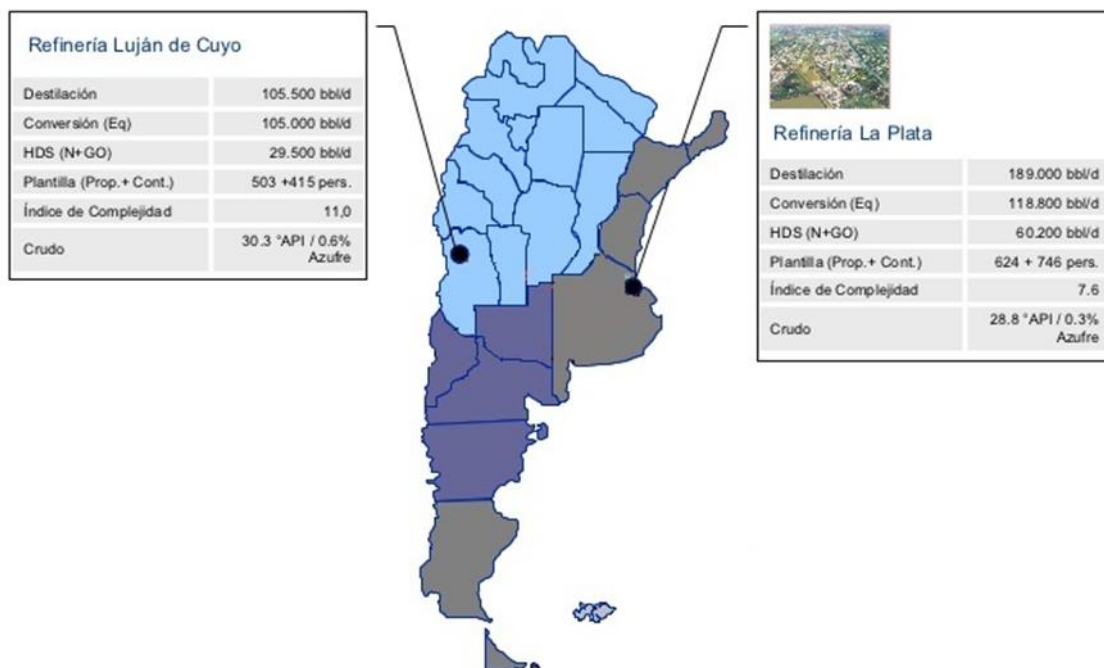 Refinería Luján de Cuyo
Destilación 105.500 bbl/d
Conversión (Eq) 105.000 bbl/d
HDS (N+GO) 29.500 bbl/d
Plantilla (Prop.+ Cont.) 503 +415 pers.
Índice de Complejidad 11,0
Crudo 30.3 °API / 0.6%
Azufre
Refinería La Plata
Destilación 189.000 bbl/d
Conversión (Eq) 118.800 bbl/d
HDS (N+GO) 60.200 bbl/d
Plantilla (Prop.+ Cont.) 624 + 746 pers.
Índice de Complejidad 7.6
Crudo 28.8 °API / 0.3%
Azufre